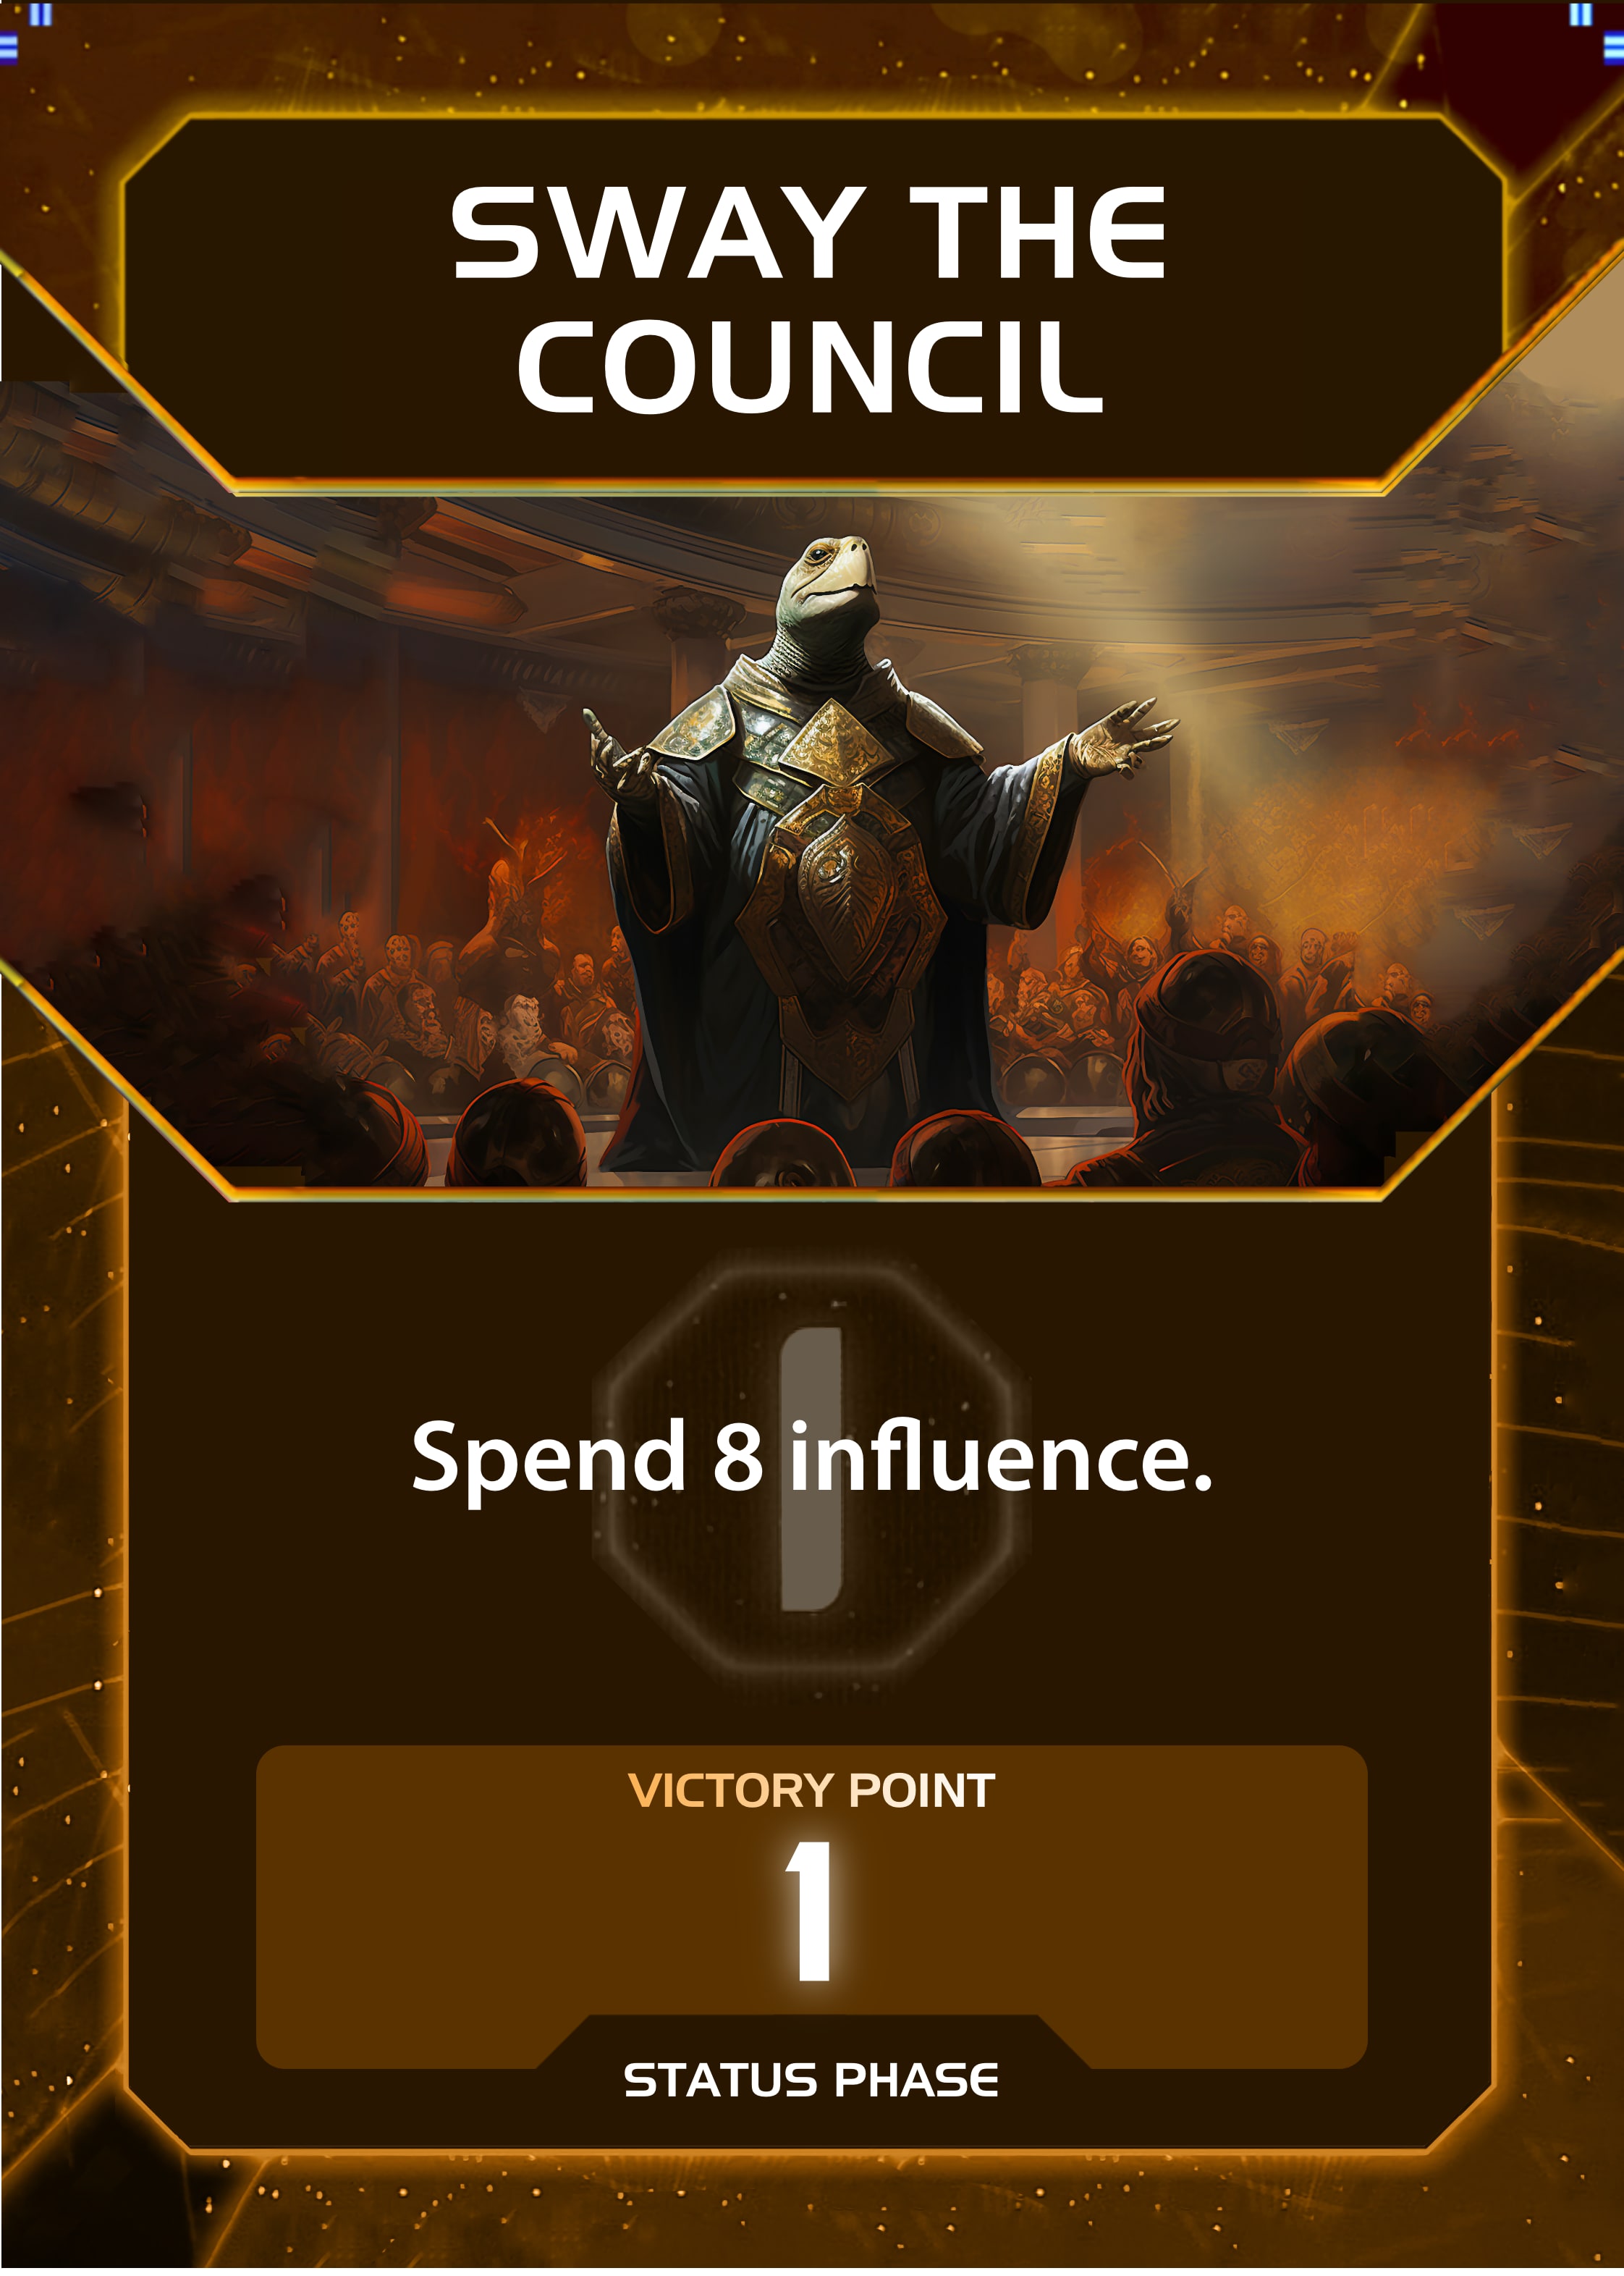 SWAY THE
COUNCIL
I
Spend 8 influence.
VICTORY POINT
1
STATUS PHASE